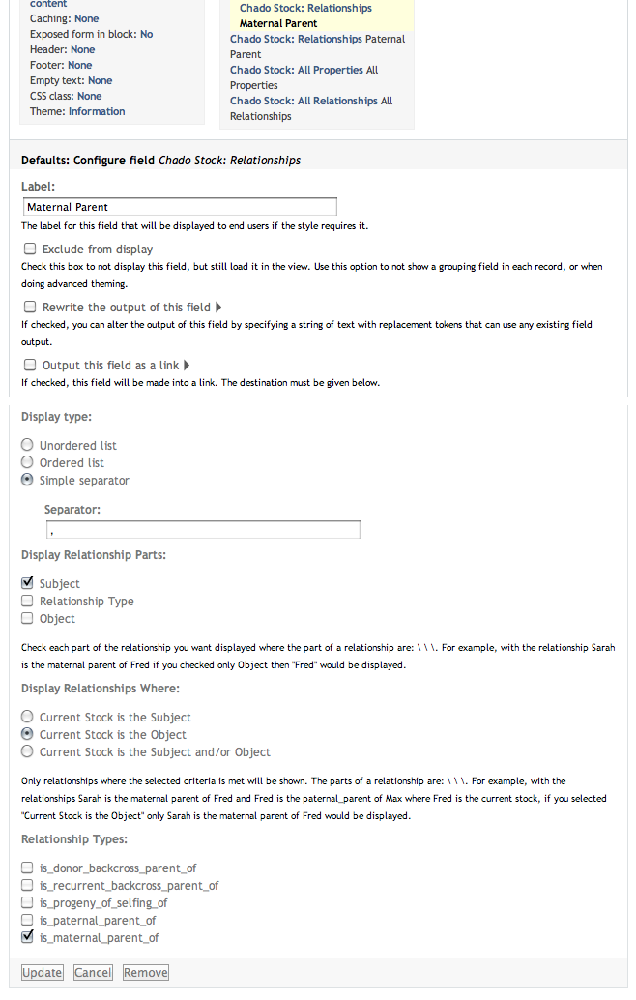 content
Caching: None
Exposed form in block: No
Header: None
Footer: None
Empty text: None
CSS class: None
Theme: Information
Chado Stock: Relationships
Maternal Parent
Chado Stock: Relationships Paternal
Parent
Chado Stock: All Properties All
Properties
Chado Stock: All Relationships All
Relationships
Defaults: Configure field Chado Stock: Relationships
Label:
Maternal Parent
The label for this field that will be displayed to end users if the style requires it.
Exclude from display
Check this box to not display this field, but still load it in the view. Use this option to not show a grouping field in each record, or when
doing advanced theming.
Rewrite the output of this field
If checked, you can alter the output of this field by specifying a string of text with replacement tokens that can use any existing field
output.
Output this field as a link
If checked, this field will be made into a link. The destination must be given below.
Display type:
Unordered list
Ordered list
Simple separator
Separator:
,
Display Relationship Parts:
Subject
Relationship Type
Object
Check each part of the relationship you want displayed where the part of a relationship are: \ \ \. For example, with the relationship Sarah
is the maternal parent of Fred if you checked only Object then "Fred" would be displayed.
Display Relationships Where:
Current Stock is the Subject
Current Stock is the Object
Current Stock is the Subject and/or Object
Only relationships where the selected criteria is met will be shown. The parts of a relationship are: \ \ \. For example, with the
relationships Sarah is the maternal parent of Fred and Fred is the paternal_parent of Max where Fred is the current stock, if you selected
"Current Stock is the Object" only Sarah is the maternal parent of Fred would be displayed.
Relationship Types:
is_donor_backcross_parent_of
is_recurrent_backcross_parent_of
is_progeny_of_selfing_of
is_paternal_parent_of
is_maternal_parent_of
Update Cancel Remove